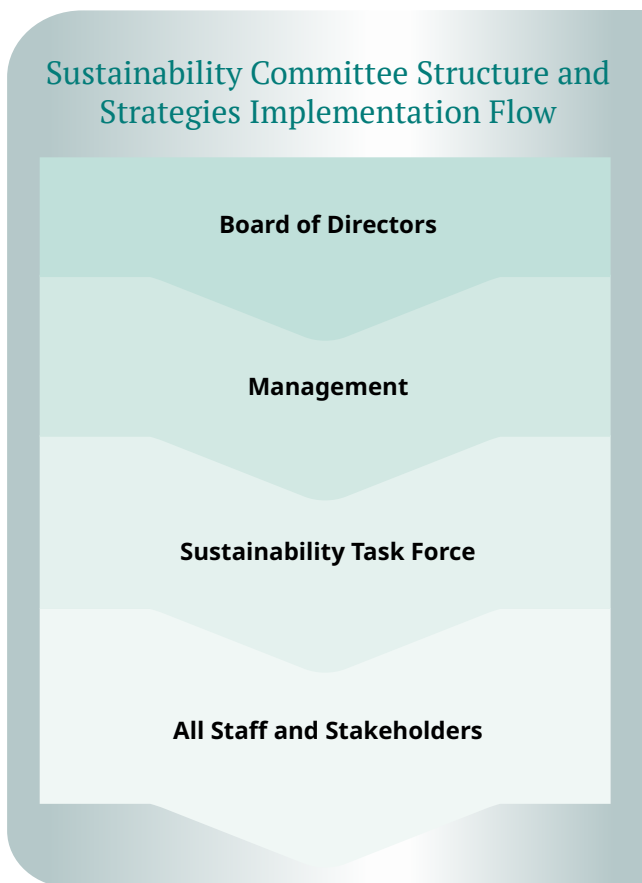 Sustainability Committee Structure and
Strategies Implementation Flow
Board of Directors
Management
Sustainability Task Force
All Staff and Stakeholders